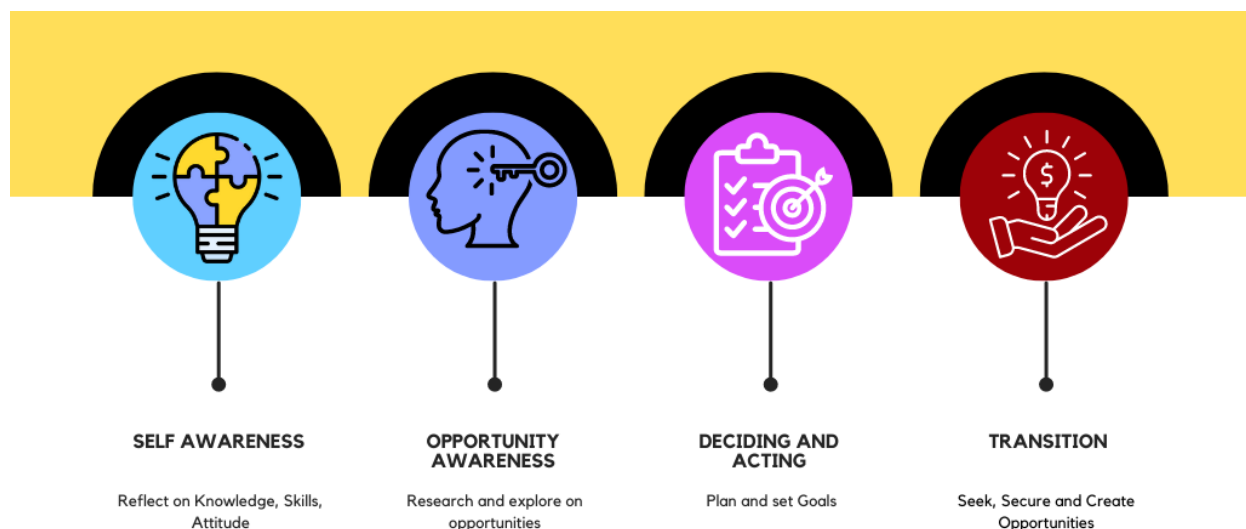 SELF AWARENESS
Reflect on Knowledge, Skills,
Attitude
OPPORTUNITY
AWARENESS
Research and explore on
opportunities
DECIDING AND
ACTING
Plan and set Goals
TRANSITION
Seek, Secure and Create
Opportunities
$